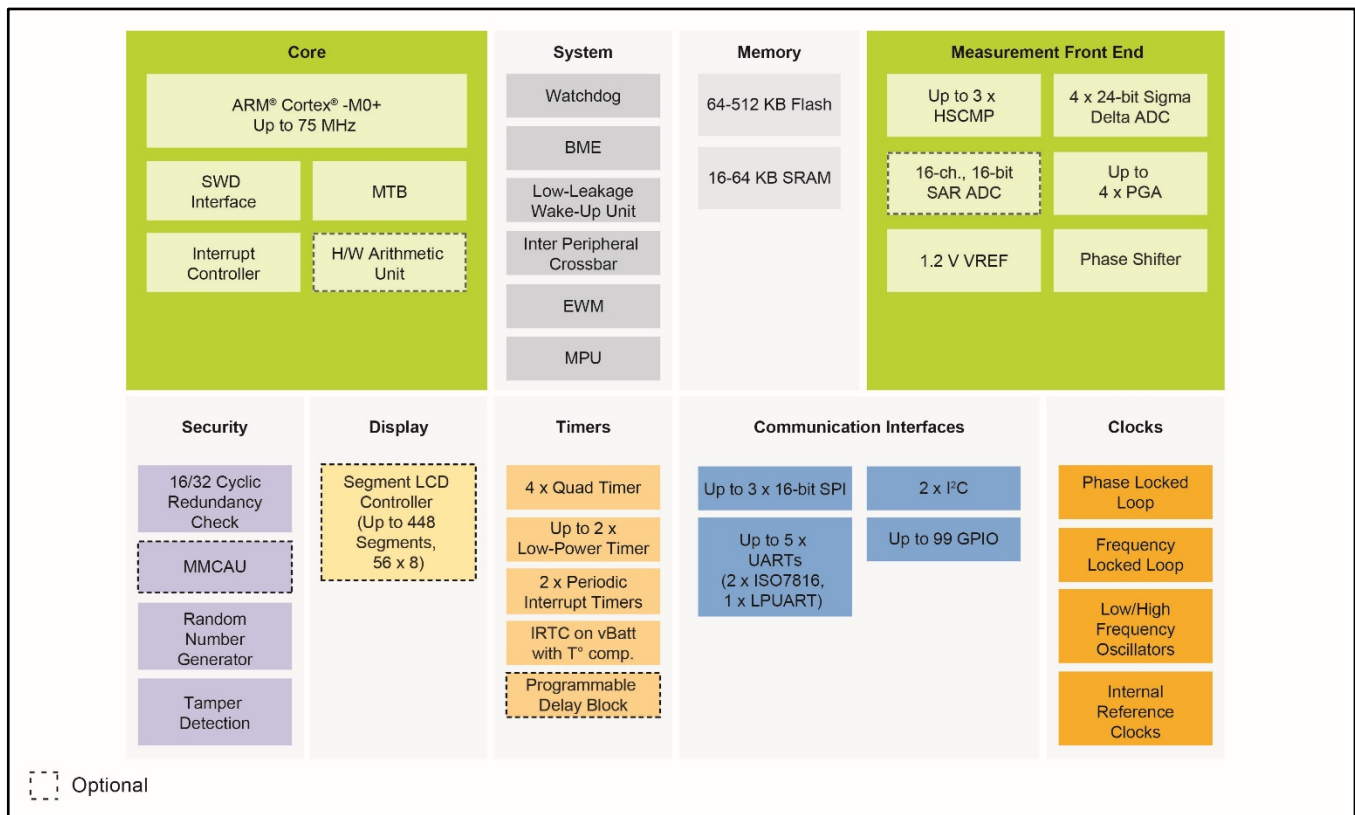 Core
ARM® Cortex® -M0+
Up to 75 MHz
SWD
Interface
MTB
Interrupt
Controller
H/W Arithmetic
Unit
System
Watchdog
BME
Low-Leakage
Wake-Up Unit
Inter Peripheral
Crossbar
EWM
MPU
Memory
64-512 KB Flash
16-64 KB SRAM
Measurement Front End
Up to 3 x
HSCMP
4 x 24-bit Sigma
Delta ADC
16-ch., 16-bit
SAR ADC
Up to
4 x PGA
1.2 V VREF
Phase Shifter
Security
16/32 Cyclic
Redundancy
Check
MMCAU
Random
Number
Generator
Tamper
Detection
Display
Segment LCD
Controller
(Up to 448
Segments,
56 x 8)
Timers
4 x Quad Timer
Up to 2 x
Low-Power Timer
2 x Periodic
Interrupt Timers
IRTC on vBatt
with T° comp.
Programmable
Delay Block
Communication Interfaces
Up to 3 x 16-bit SPI
2 x I²C
Up to 5 x
UARTs
(2 x ISO7816,
1 x LPUART)
Up to 99 GPIO
Clocks
Phase Locked
Loop
Frequency
Locked Loop
Low/High
Frequency
Oscillators
Internal
Reference
Clocks
Optional